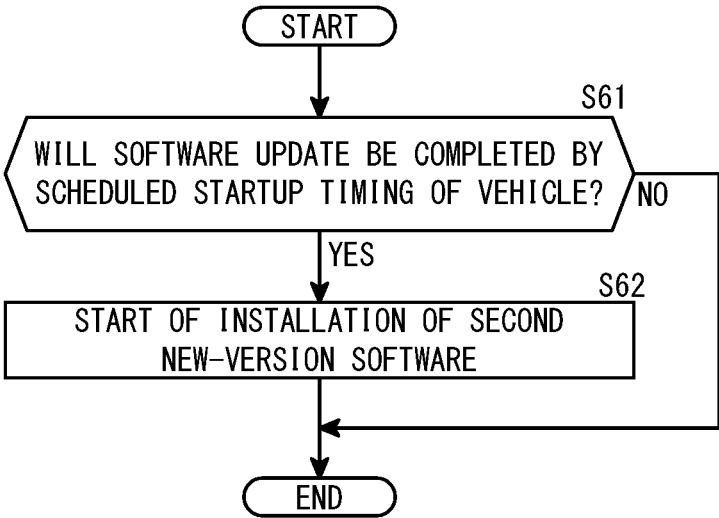 START
S61
WILL SOFTWARE UPDATE BE COMPLETED BY
SCHEDULED STARTUP TIMING OF VEHICLE?
NO
YES
S62
START OF INSTALLATION OF SECOND
NEW-VERSION SOFTWARE
END